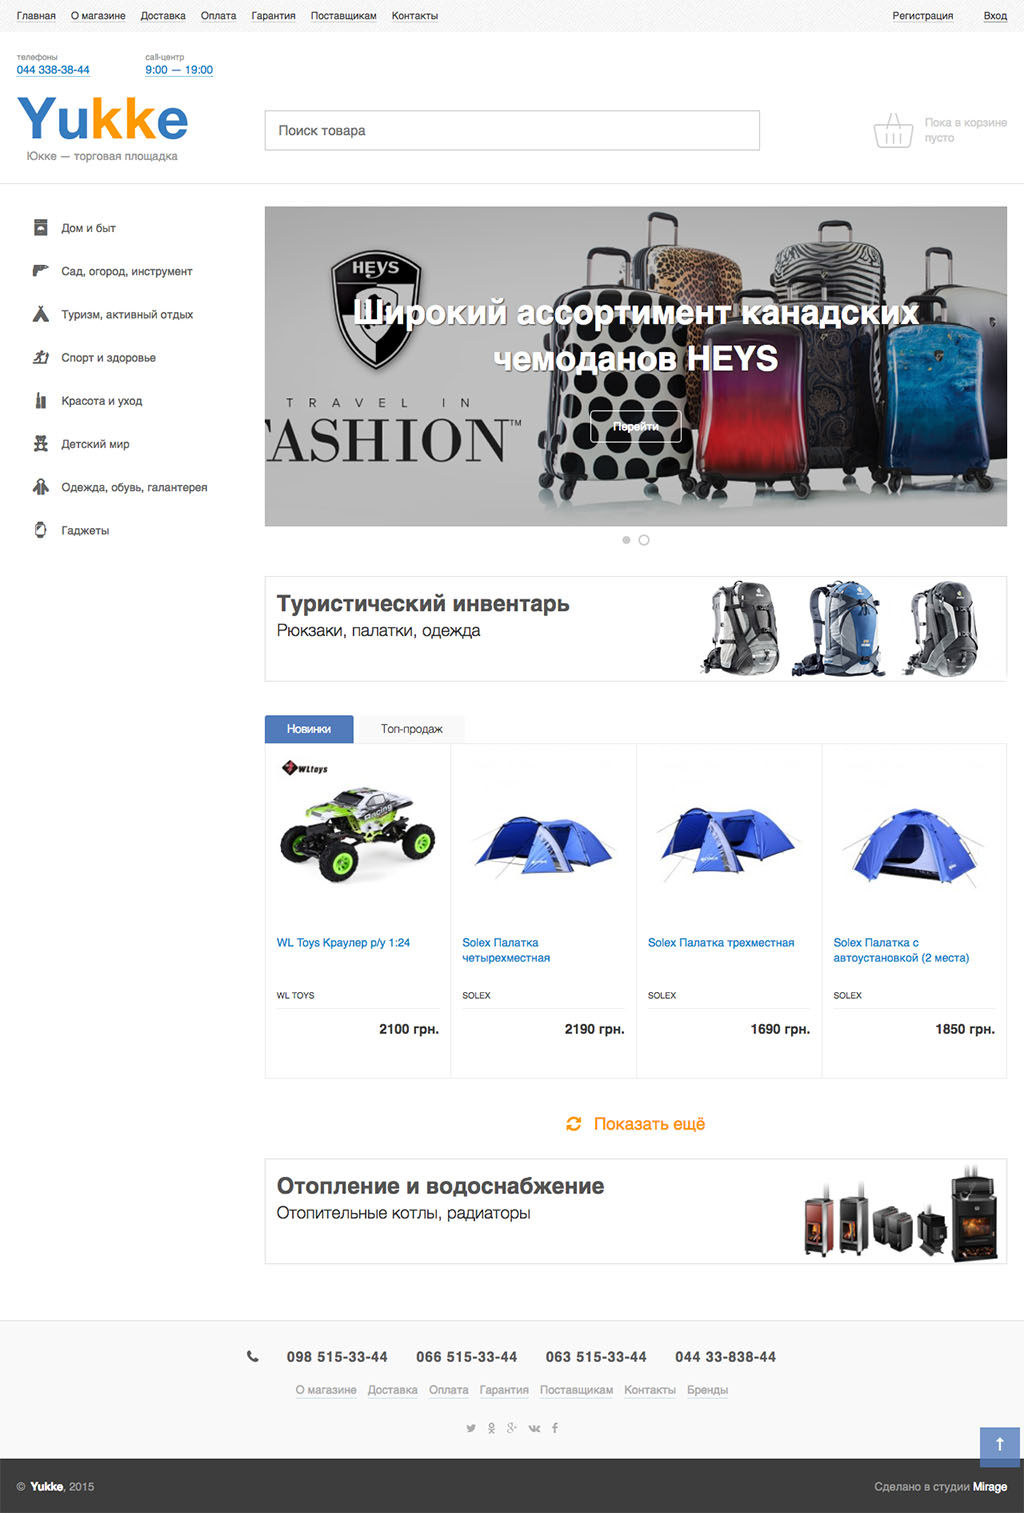 Главная О магазине Доставка Оплата Гарантия Поставщикам Контакты Регистрация Вход
телефоны call-центр
044 338-38-44 9:00 — 19:00
Yukke
Юкке — торговая площадка
Поиск товара
Пока в корзине
пусто
Дом и быт
Сад, огород, инструмент
Туризм, активный отдых
Спорт и здоровье
Красота и уход
Детский мир
Одежда, обувь, галантерея
Гаджеты
HEYS
Широкий ассортимент канадских
чемоданов HEYS
TRAVEL IN
FASHION™
Перейти
Туристический инвентарь
Рюкзаки, палатки, одежда
Новинки Топ-продаж
WLtoys
Racing
WL Toys Краулер р/у 1:24
WL TOYS
2100 грн.
Solex Палатка
четырехместная
SOLEX
2190 грн.
Solex Палатка трехместная
SOLEX
1690 грн.
Solex Палатка с
автоустановкой (2 места)
SOLEX
1850 грн.
Показать ещё
Отопление и водоснабжение
Отопительные котлы, радиаторы
098 515-33-44 066 515-33-44 063 515-33-44 044 33-838-44
О магазине Доставка Оплата Гарантия Поставщикам Контакты Бренды
© Yukke, 2015 Сделано в студии Mirage